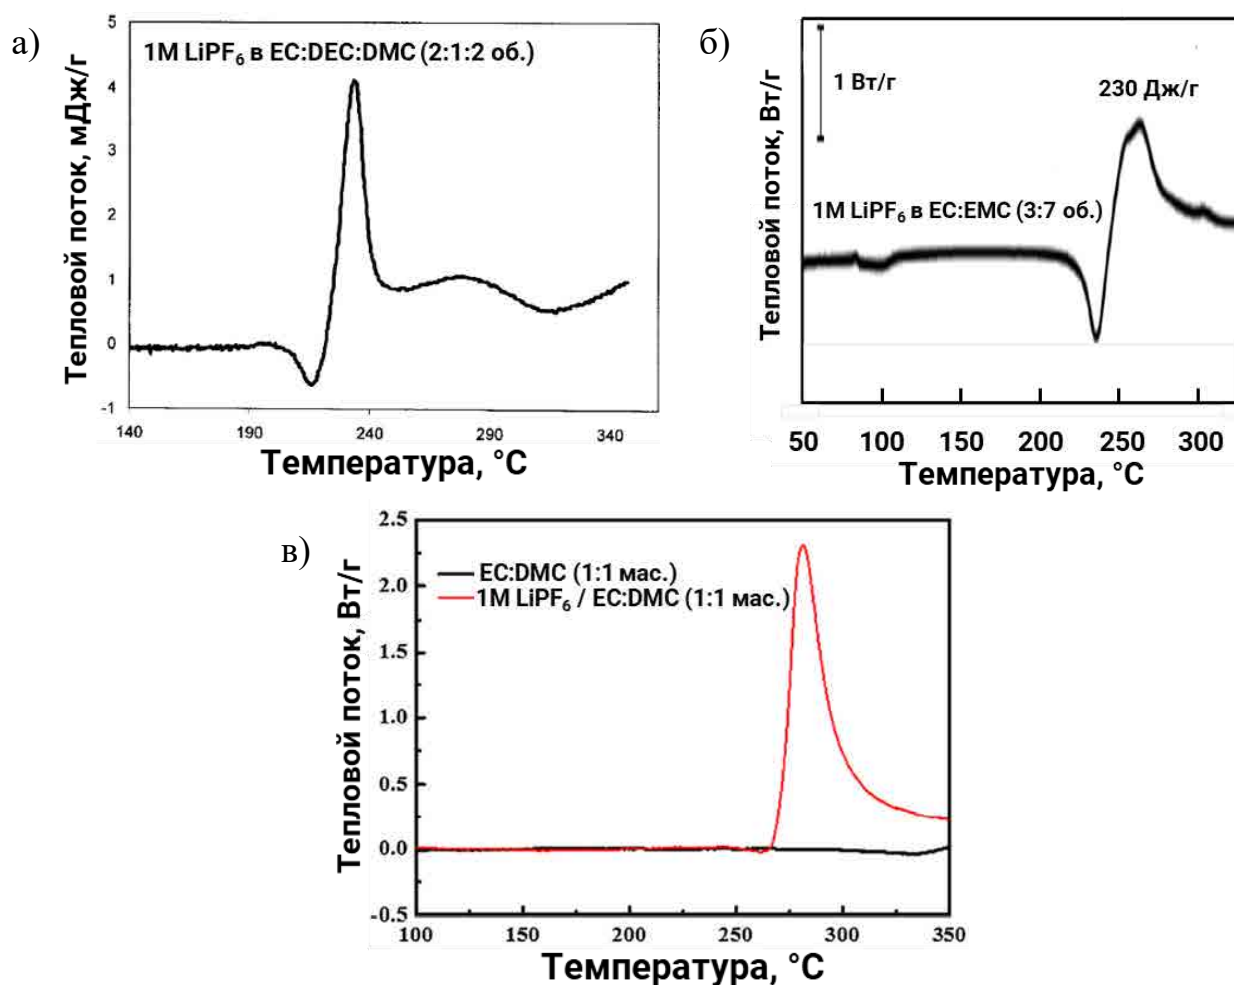 а)
1М LiPF₆ в EC:DEC:DMC (2:1:2 об.)
Тепловой поток, мДж/г
5
4
3
2
1
0
-1
140 190 240 290 340
Температура, °С
б)
1 Вт/г
230 Дж/г
1М LiPF₆ в EC:EMC (3:7 об.)
Тепловой поток, Вт/г
50 100 150 200 250 300
Температура, °С
в)
EC:DMC (1:1 мас.)
1М LiPF₆ / EC:DMC (1:1 мас.)
Тепловой поток, Вт/г
2.5
2.0
1.5
1.0
0.5
0.0
-0.5
100 150 200 250 300 350
Температура, °С